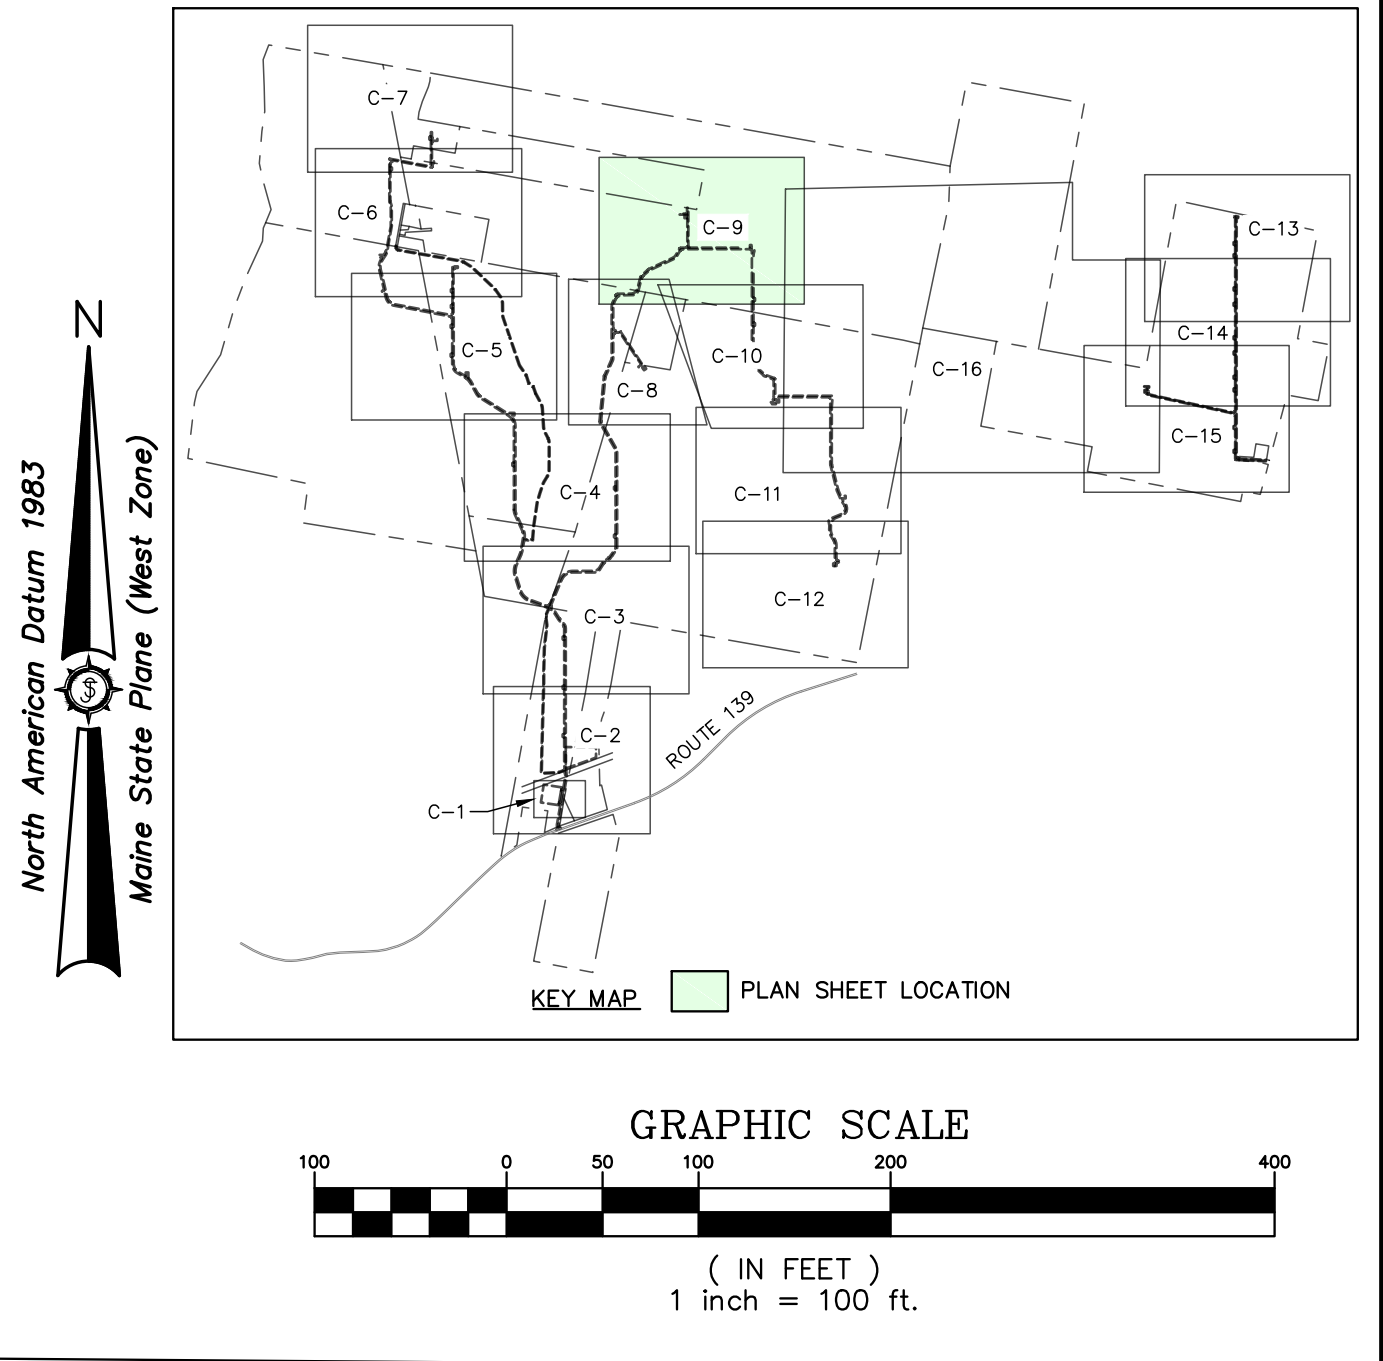 C-7
C-6
C-9
C-13
C-14
C-5
C-10
C-16
C-8
C-15
C-4
C-11
C-12
C-3
C-2
ROUTE 139
C-1
KEY MAP
PLAN SHEET LOCATION
N
North American Datum 1983
Maine State Plane (West Zone)
GRAPHIC SCALE
100 0 50 100 200 400
( IN FEET )
1 inch = 100 ft.